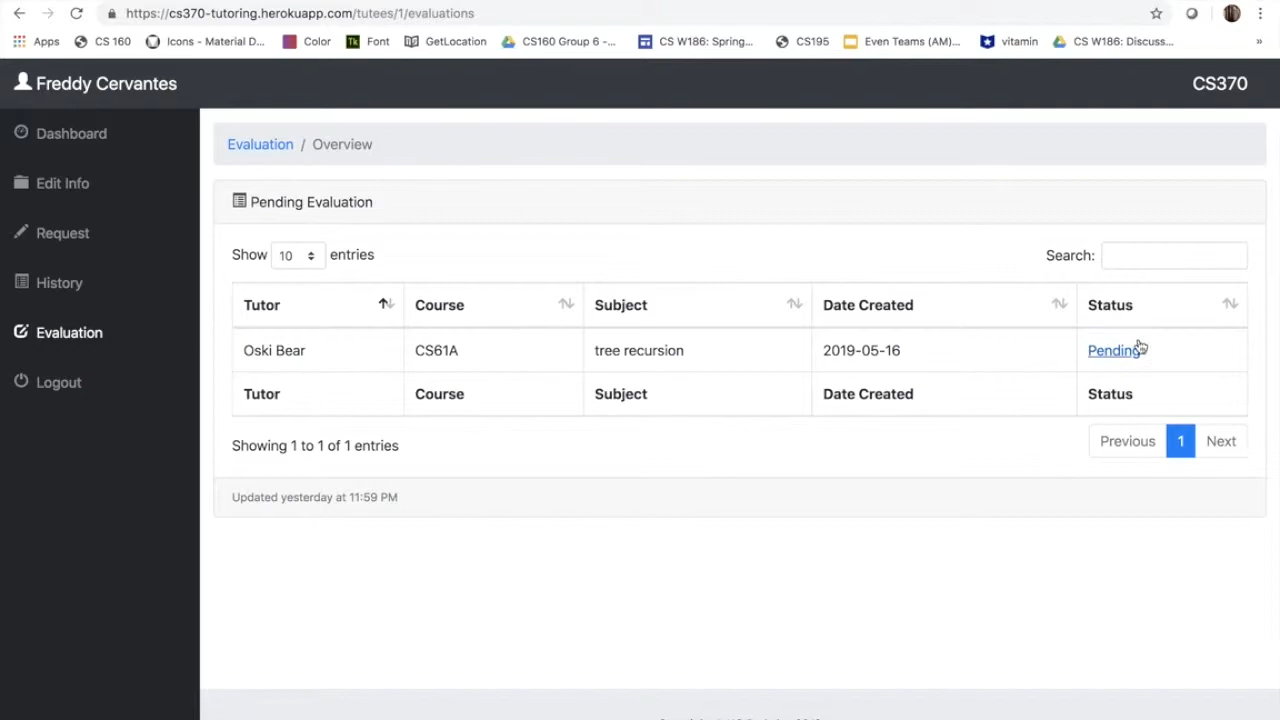 https://cs370-tutoring.herokuapp.com/tutees/1/evaluations
Apps CS 160 Icons - Material D... Color Tk Font GetLocation CS160 Group 6 -... CS W186: Spring... CS195 Even Teams (AM)... vitamin CS W186: Discuss... »
Freddy Cervantes CS370
Dashboard
Edit Info
Request
History
Evaluation
Logout
Evaluation / Overview
Pending Evaluation
Show 10 entries Search:
Tutor Course Subject Date Created Status
Oski Bear CS61A tree recursion 2019-05-16 Pending
Tutor Course Subject Date Created Status
Showing 1 to 1 of 1 entries Previous 1 Next
Updated yesterday at 11:59 PM